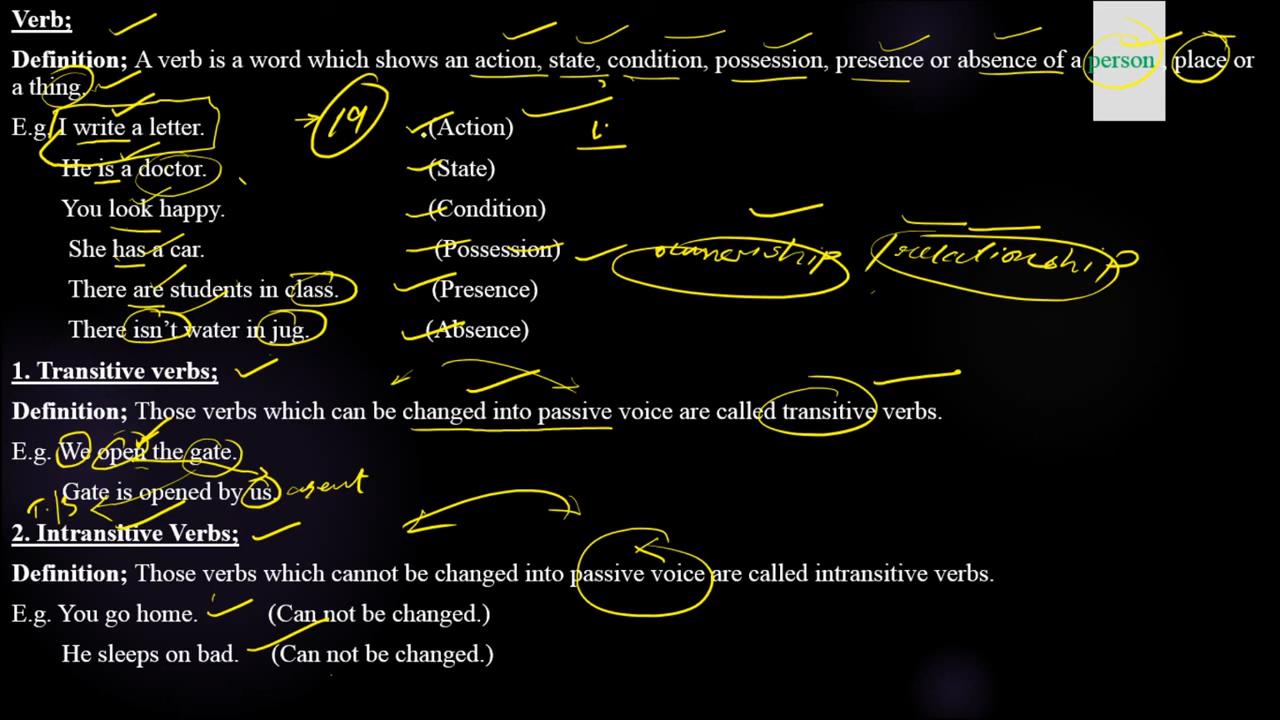 Verb;
Definition; A verb is a word which shows an action, state, condition, possession, presence or absence of a person , place or
a thing.
E.g. I write a letter. 19 (Action)
He is a doctor. (State)
You look happy. (Condition)
She has a car. (Possession) ownership relationship
There are students in class. (Presence)
There isn't water in jug. (Absence)
1. Transitive verbs;
Definition; Those verbs which can be changed into passive voice are called transitive verbs.
E.g. We open the gate.
Gate is opened by us. agent
2. Intransitive Verbs;
Definition; Those verbs which cannot be changed into passive voice are called intransitive verbs.
E.g. You go home. (Can not be changed.)
He sleeps on bad. (Can not be changed.)